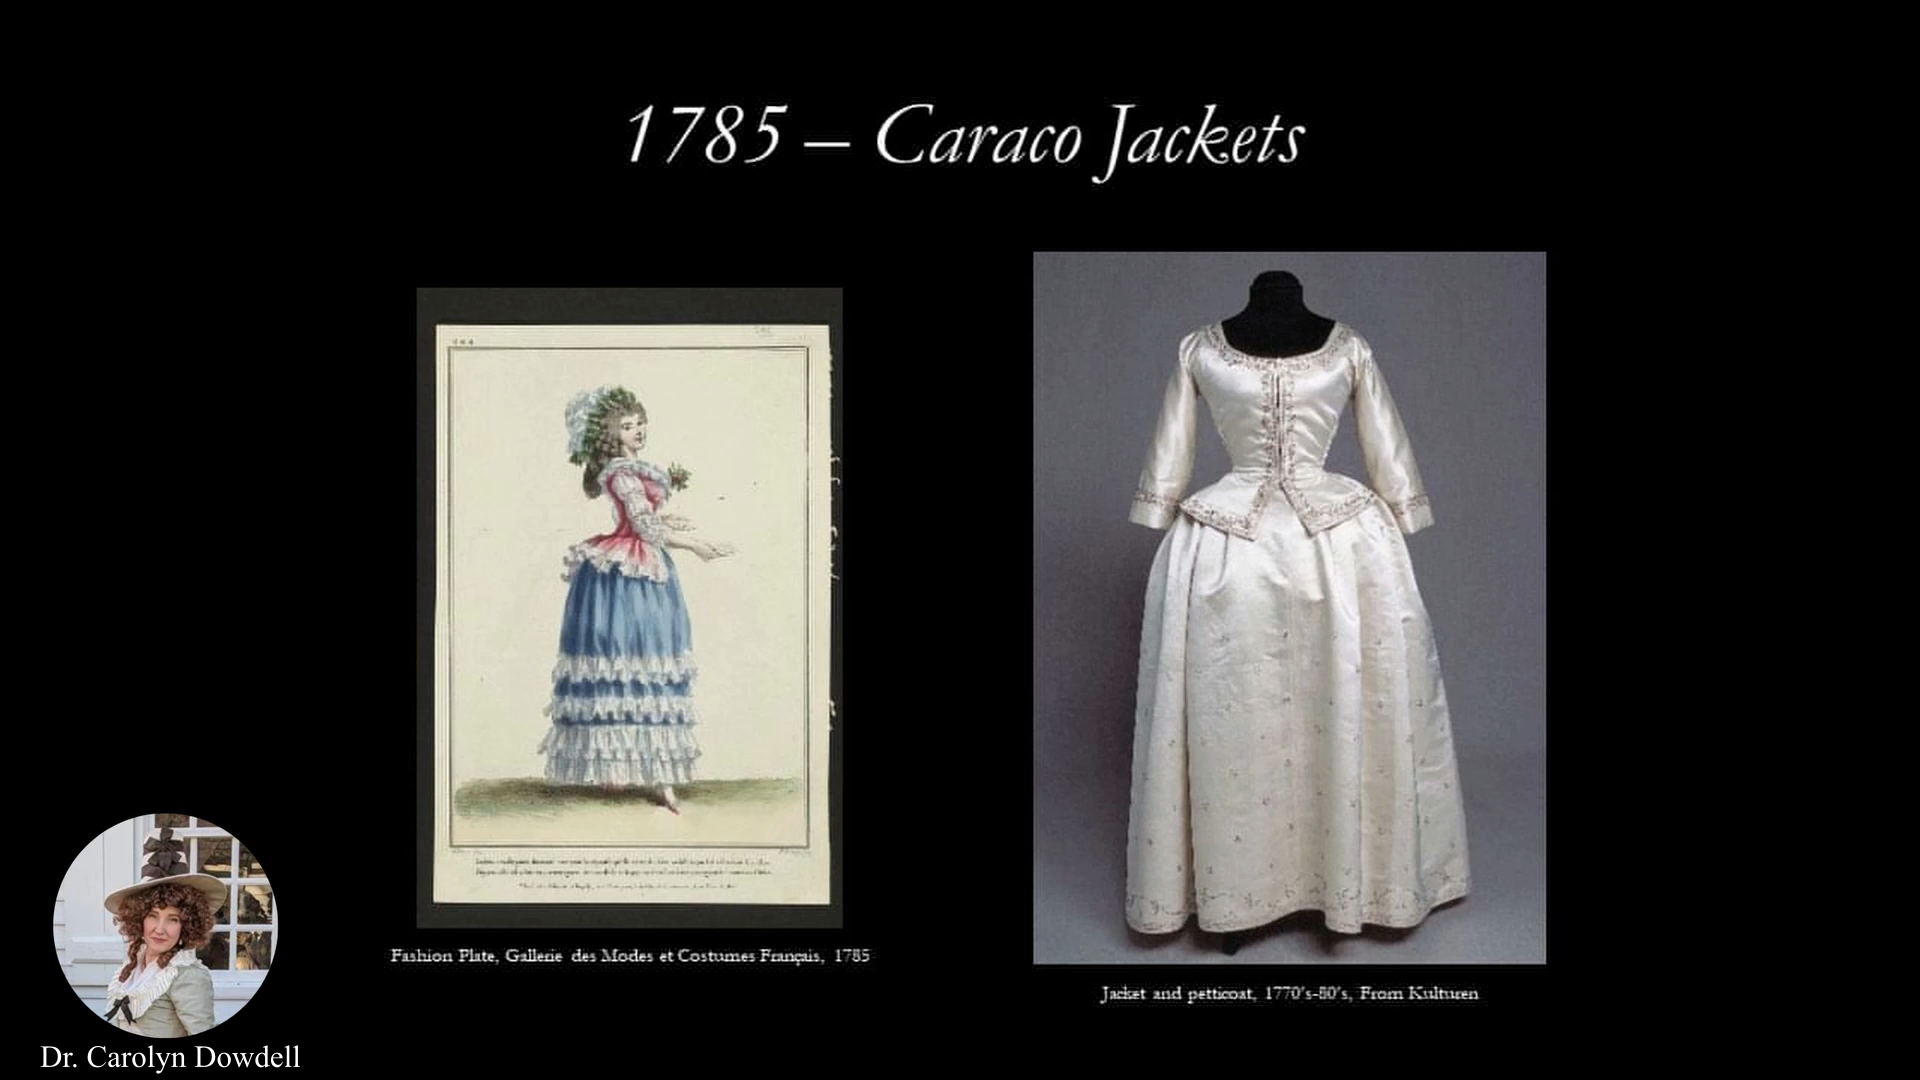 1785 – Caraco Jackets
Fashion Plate, Gallerie des Modes et Costumes Français, 1785
Jacket and petticoat, 1770's-80's, From Kulturen
Dr. Carolyn Dowdell